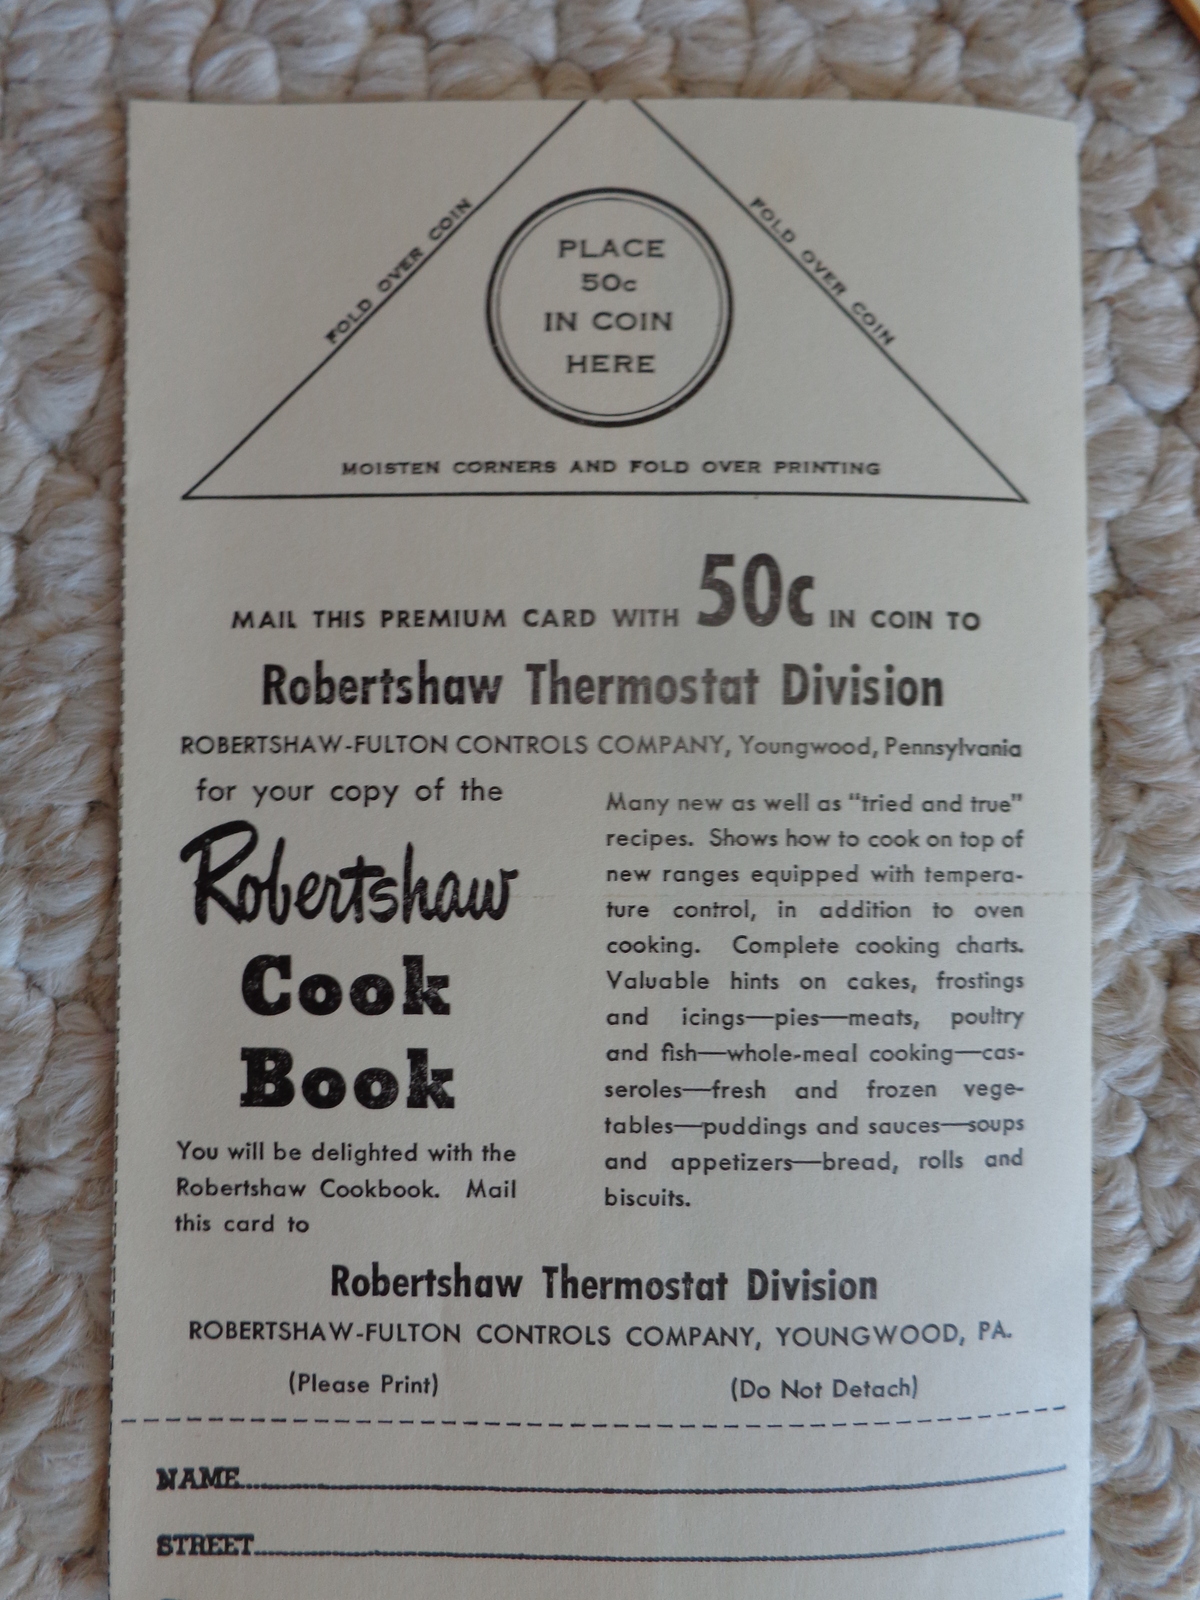 FOLD OVER COIN
FOLD OVER COIN
PLACE
50c
IN COIN
HERE
MOISTEN CORNERS AND FOLD OVER PRINTING
MAIL THIS PREMIUM CARD WITH 50c IN COIN TO
Robertshaw Thermostat Division
ROBERTSHAW-FULTON CONTROLS COMPANY, Youngwood, Pennsylvania
for your copy of the
Robertshaw
Cook
Book
You will be delighted with the
Robertshaw Cookbook. Mail
this card to
Many new as well as "tried and true"
recipes. Shows how to cook on top of
new ranges equipped with tempera-
ture control, in addition to oven
cooking. Complete cooking charts.
Valuable hints on cakes, frostings
and icings—pies—meats, poultry
and fish—whole-meal cooking—cas-
seroles—fresh and frozen vege-
tables—puddings and sauces—soups
and appetizers—bread, rolls and
biscuits.
Robertshaw Thermostat Division
ROBERTSHAW-FULTON CONTROLS COMPANY, YOUNGWOOD, PA.
(Please Print) (Do Not Detach)
NAME
STREET